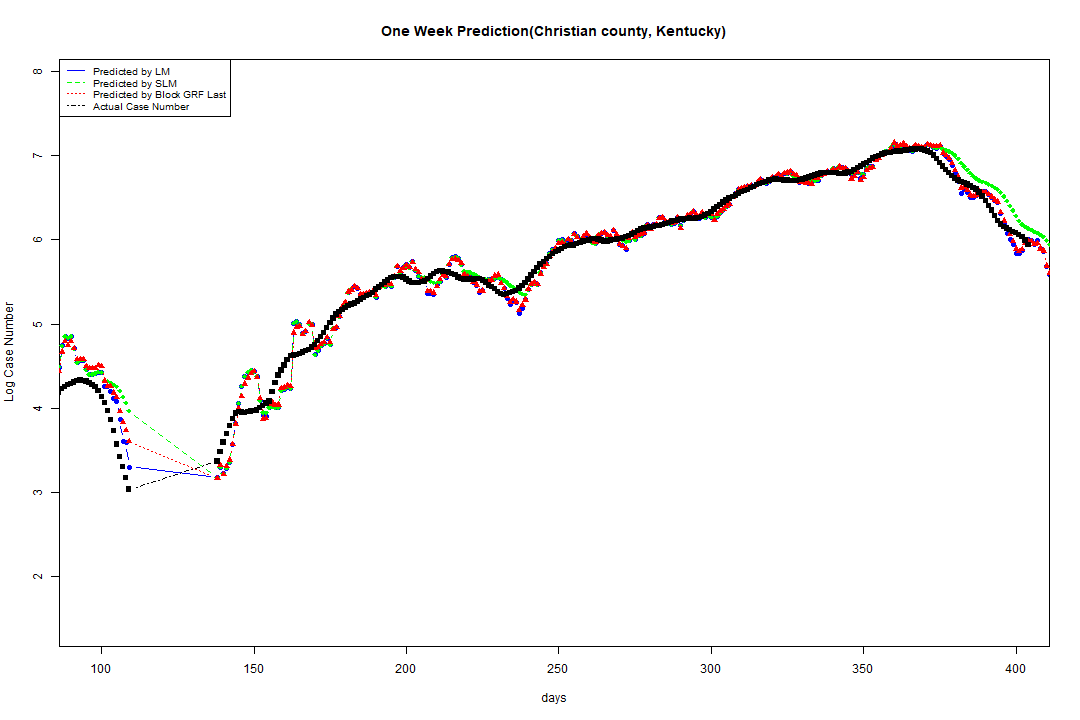 One Week Prediction(Christian county, Kentucky)
Predicted by LM
Predicted by SLM
Predicted by Block GRF Last
Actual Case Number
8
7
6
5
4
3
2
Log Case Number
100 150 200 250 300 350 400
days